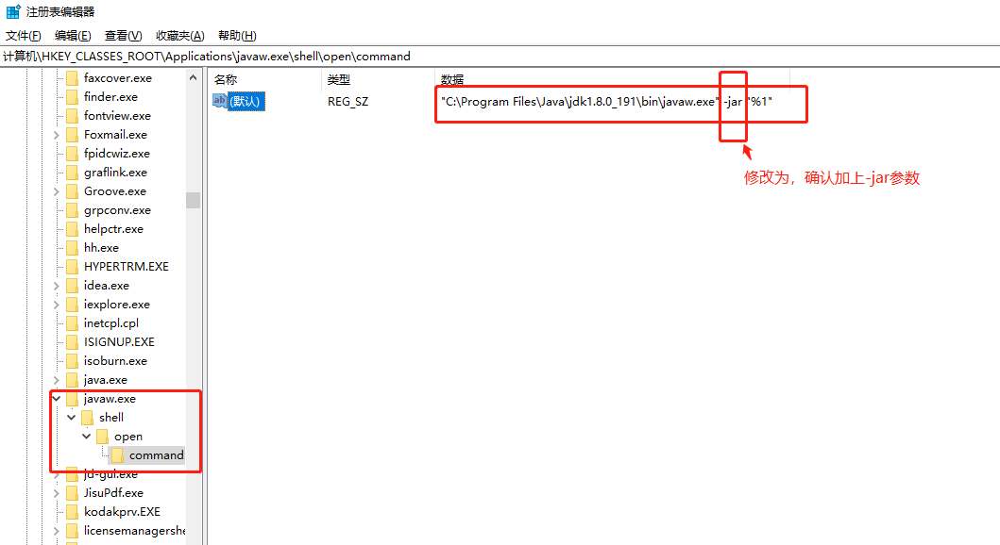 注册表编辑器
文件(F) 编辑(E) 查看(V) 收藏夹(A) 帮助(H)
计算机\HKEY_CLASSES_ROOT\Applications\javaw.exe\shell\open\command
faxcover.exe
finder.exe
fontview.exe
Foxmail.exe
fpidcwiz.exe
graflink.exe
Groove.exe
grpconv.exe
helpctr.exe
hh.exe
HYPERTRM.EXE
idea.exe
iexplore.exe
inetcpl.cpl
ISIGNUP.EXE
isoburn.exe
java.exe
javaw.exe
shell
open
command
jd-gui.exe
JisuPdf.exe
kodakprv.EXE
licensemanagershe
名称 类型 数据
ab (默认) REG_SZ "C:\Program Files\Java\jdk1.8.0_191\bin\javaw.exe" -jar "%1"
修改为，确认加上-jar参数